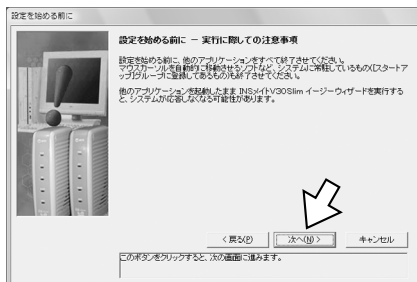 設定を始める前に
設定を始める前に － 実行に際しての注意事項
設定を始める前に、他のアプリケーションをすべて終了させてください。
マウスカーソルを自動的に移動させるソフトなど、システムに常駐しているもの([スタートア
ップ]グループに登録してあるもの)も終了させてください。
他のアプリケーションを起動したまま INSメイトV30Slim イージーウィザードを実行する
と、システムが応答しなくなる可能性があります。
< 戻る(P)
次へ(N) >
キャンセル
このボタンをクリックすると、次の画面に進みます。